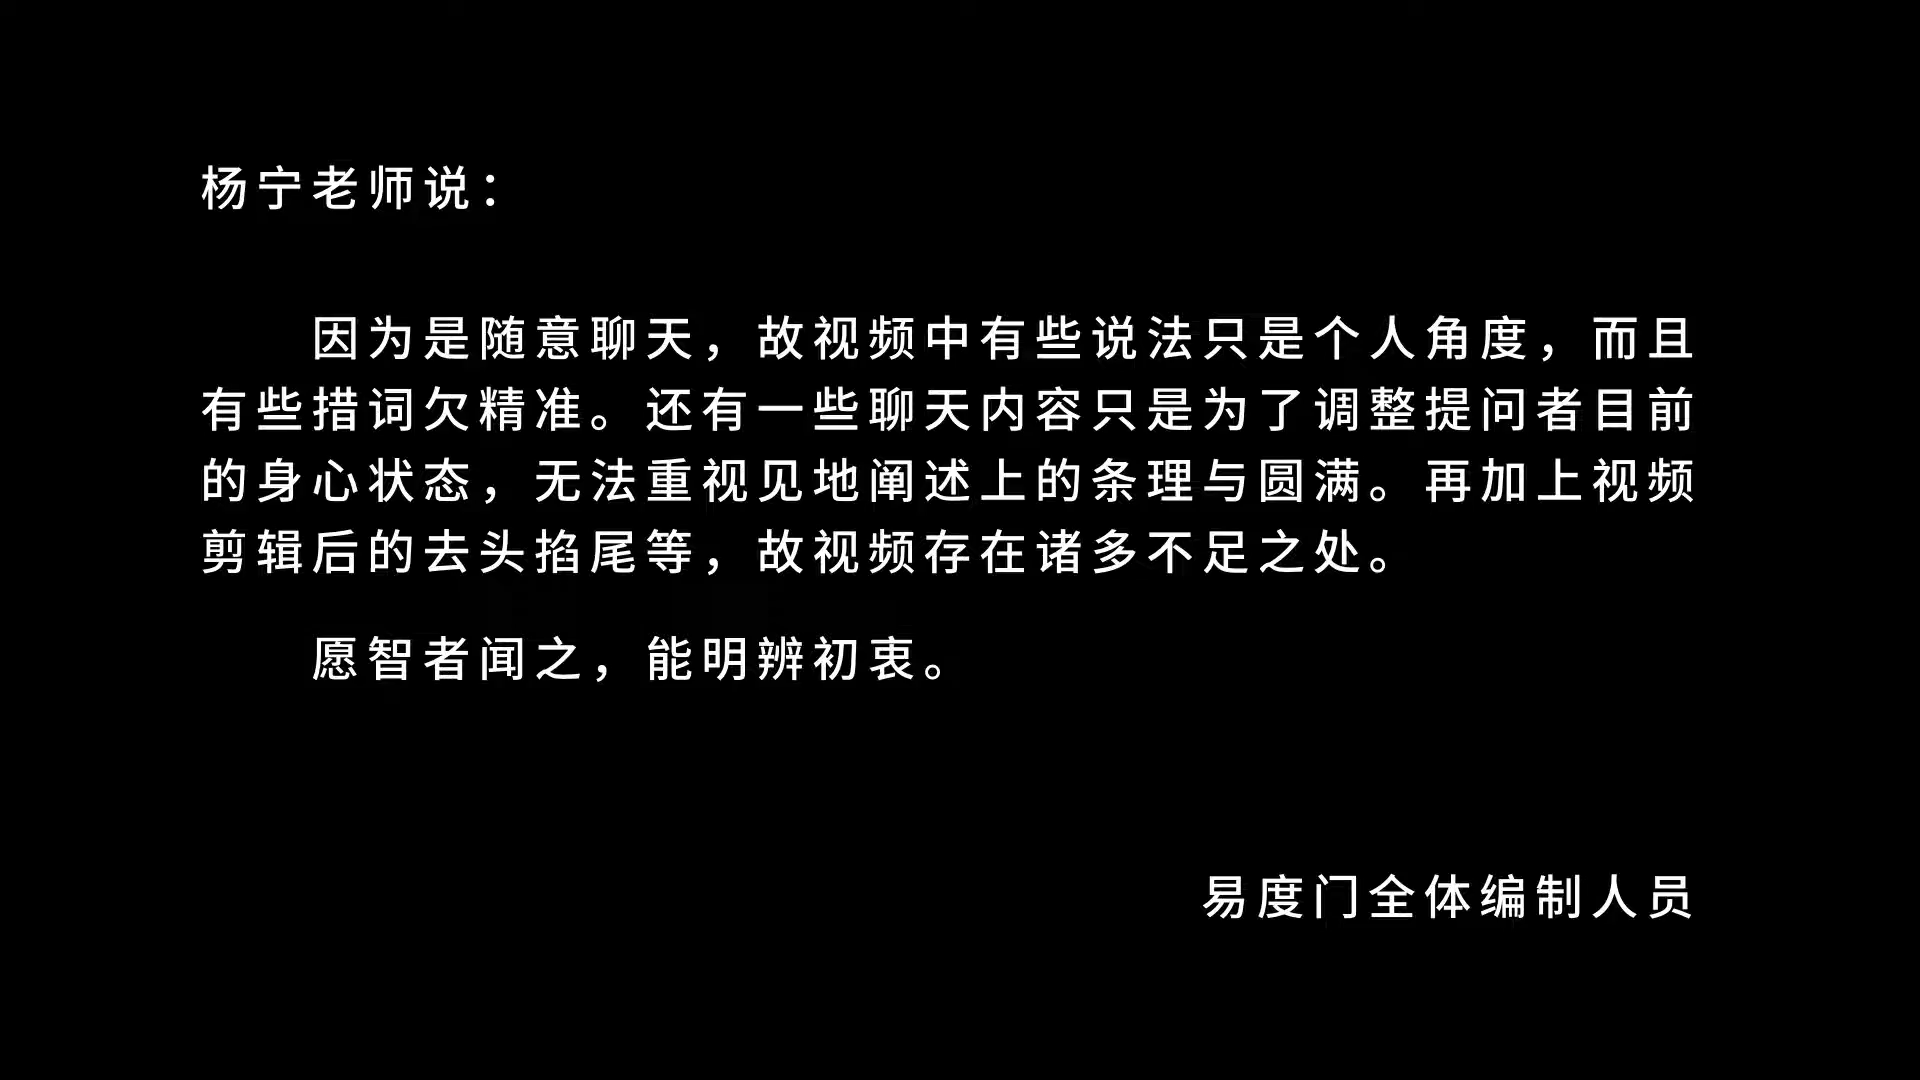 杨宁老师说：
因为是随意聊天，故视频中有些说法只是个人角度，而且
有些措词欠精准。还有一些聊天内容只是为了调整提问者目前
的身心状态，无法重视见地阐述上的条理与圆满。再加上视频
剪辑后的去头掐尾等，故视频存在诸多不足之处。
愿智者闻之，能明辨初衷。
易度门全体编制人员